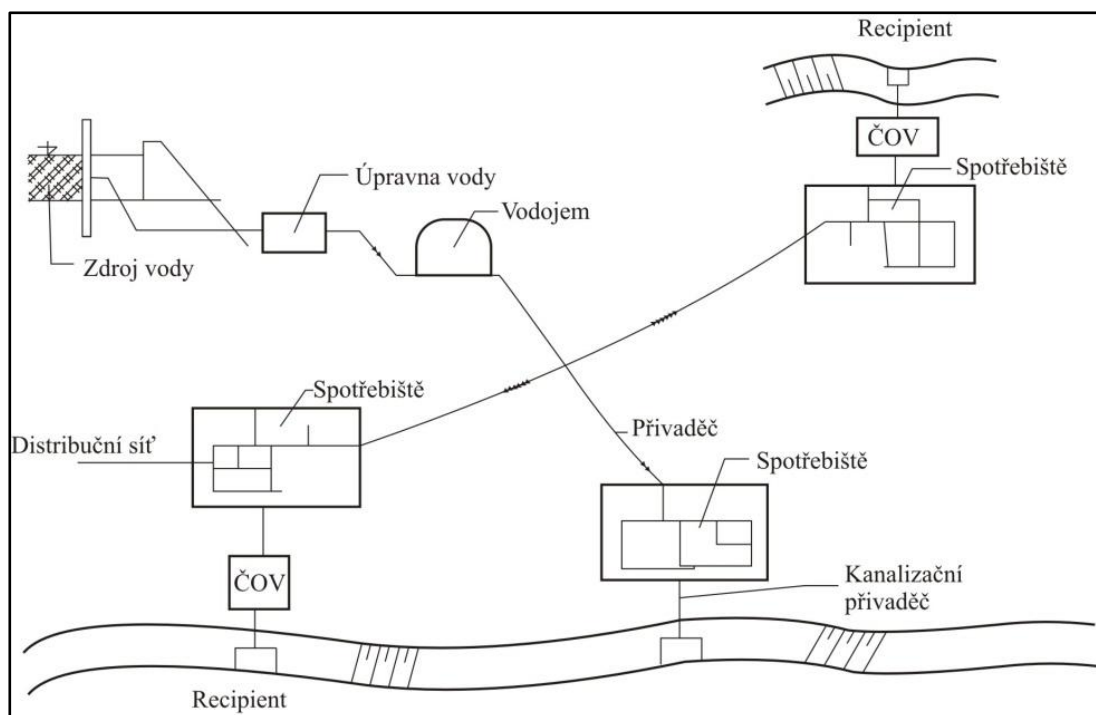 Recipient
ČOV
Spotřebiště
Úpravna vody
Vodojem
Zdroj vody
Spotřebiště
Distribuční síť
Přivaděč
Spotřebiště
ČOV
Kanalizační
přivaděč
Recipient